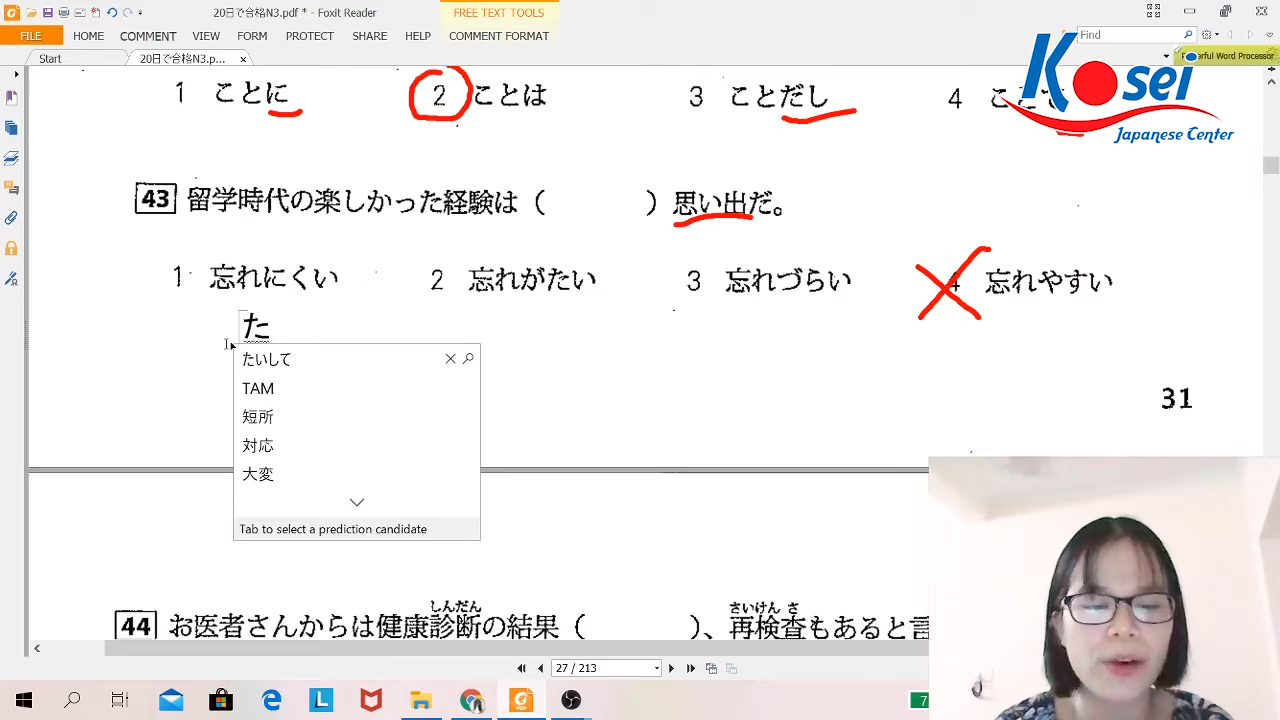 20日で合格N3.pdf * - Foxit Reader
FREE TEXT TOOLS
FILE HOME COMMENT VIEW FORM PROTECT SHARE HELP COMMENT FORMAT
Find
Start
20日で合格N3.p...
erful Word Processor
Kosei
Japanese Center
1 ことに 2 ことは 3 ことだし 4
43 留学時代の楽しかった経験は（ ）思い出だ。
1 忘れにくい 2 忘れがたい 3 忘れづらい 4 忘れやすい
た
たいして
TAM
短所
対応
大変
Tab to select a prediction candidate
31
しんだん さいけん さ
44 お医者さんからは健康診断の結果（ ）、再検査もあると言
27 / 213
7